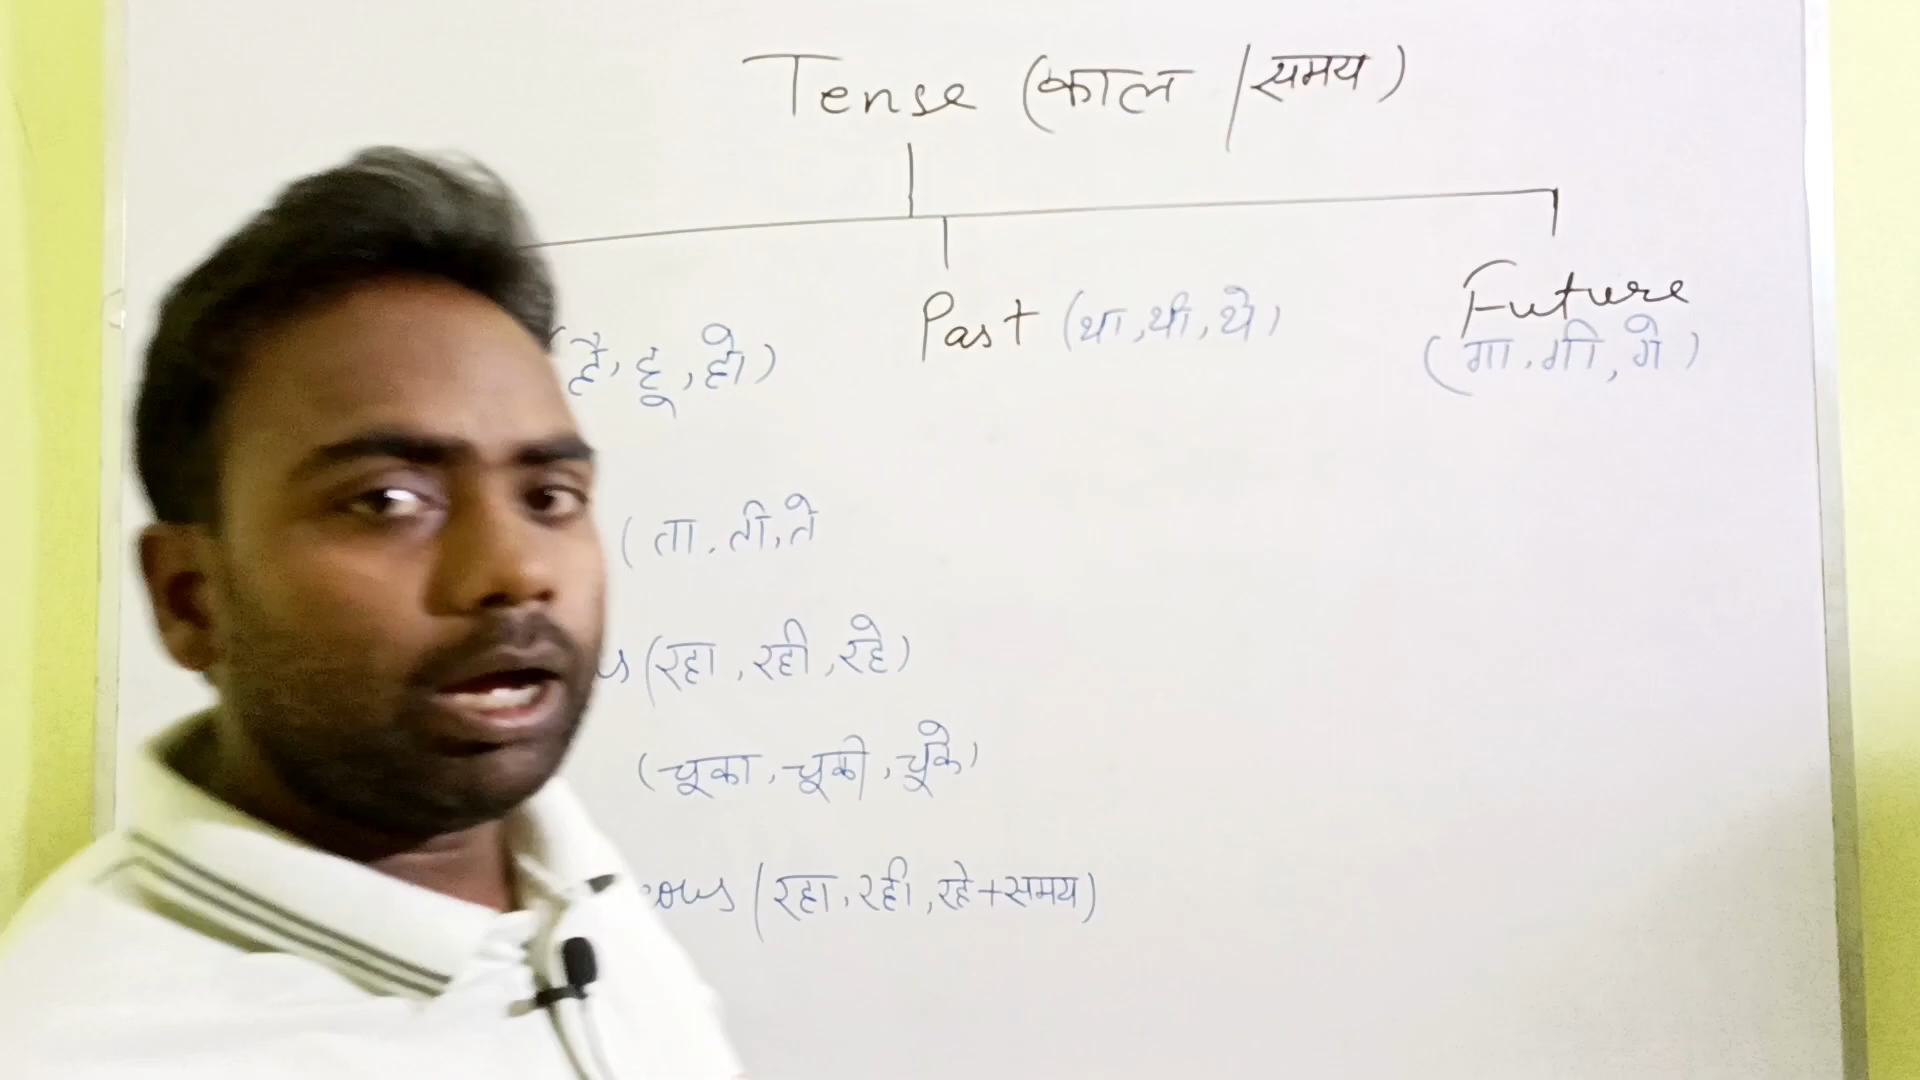 Tense (काल / समय)
है, हूँ, हो)
Past (था, थी, थे)
Future
(गा, गी, गे)
(ता, ती, ते
(रहा, रही, रहे)
(चूका, चूकी, चूके)
(रहा, रही, रहे + समय)